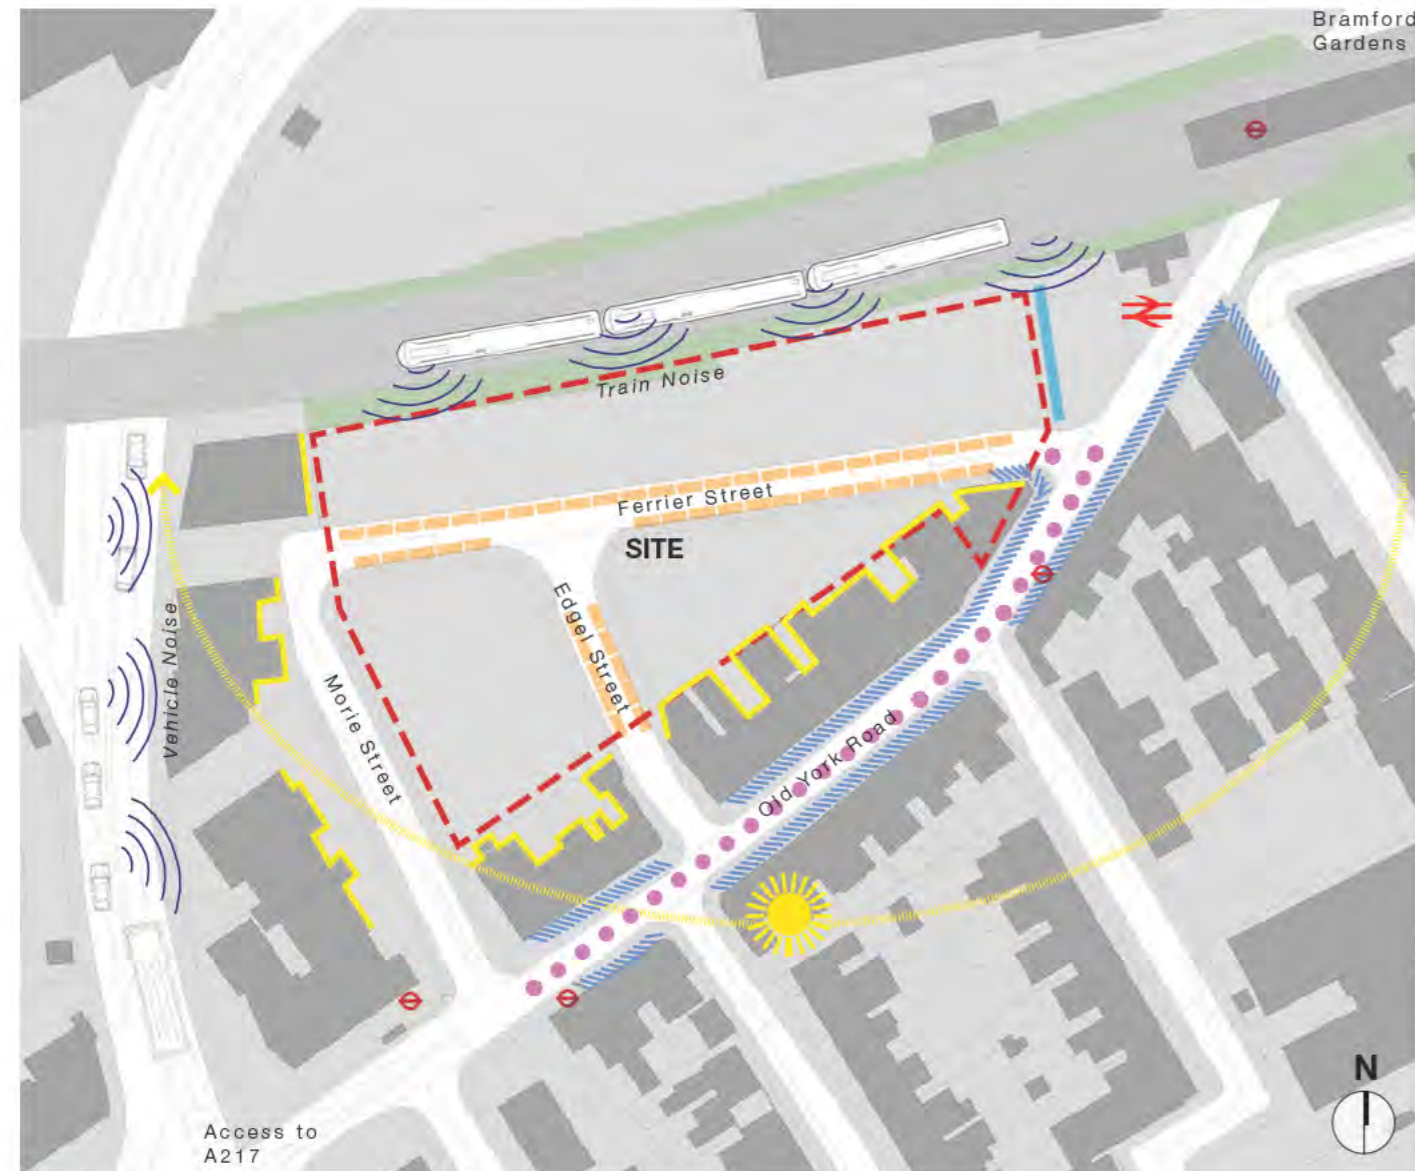 Bramford
Gardens
Train Noise
Ferrier Street
SITE
Edgel Street
Vehicle Noise
Morie Street
Old York Road
N
Access to
A217